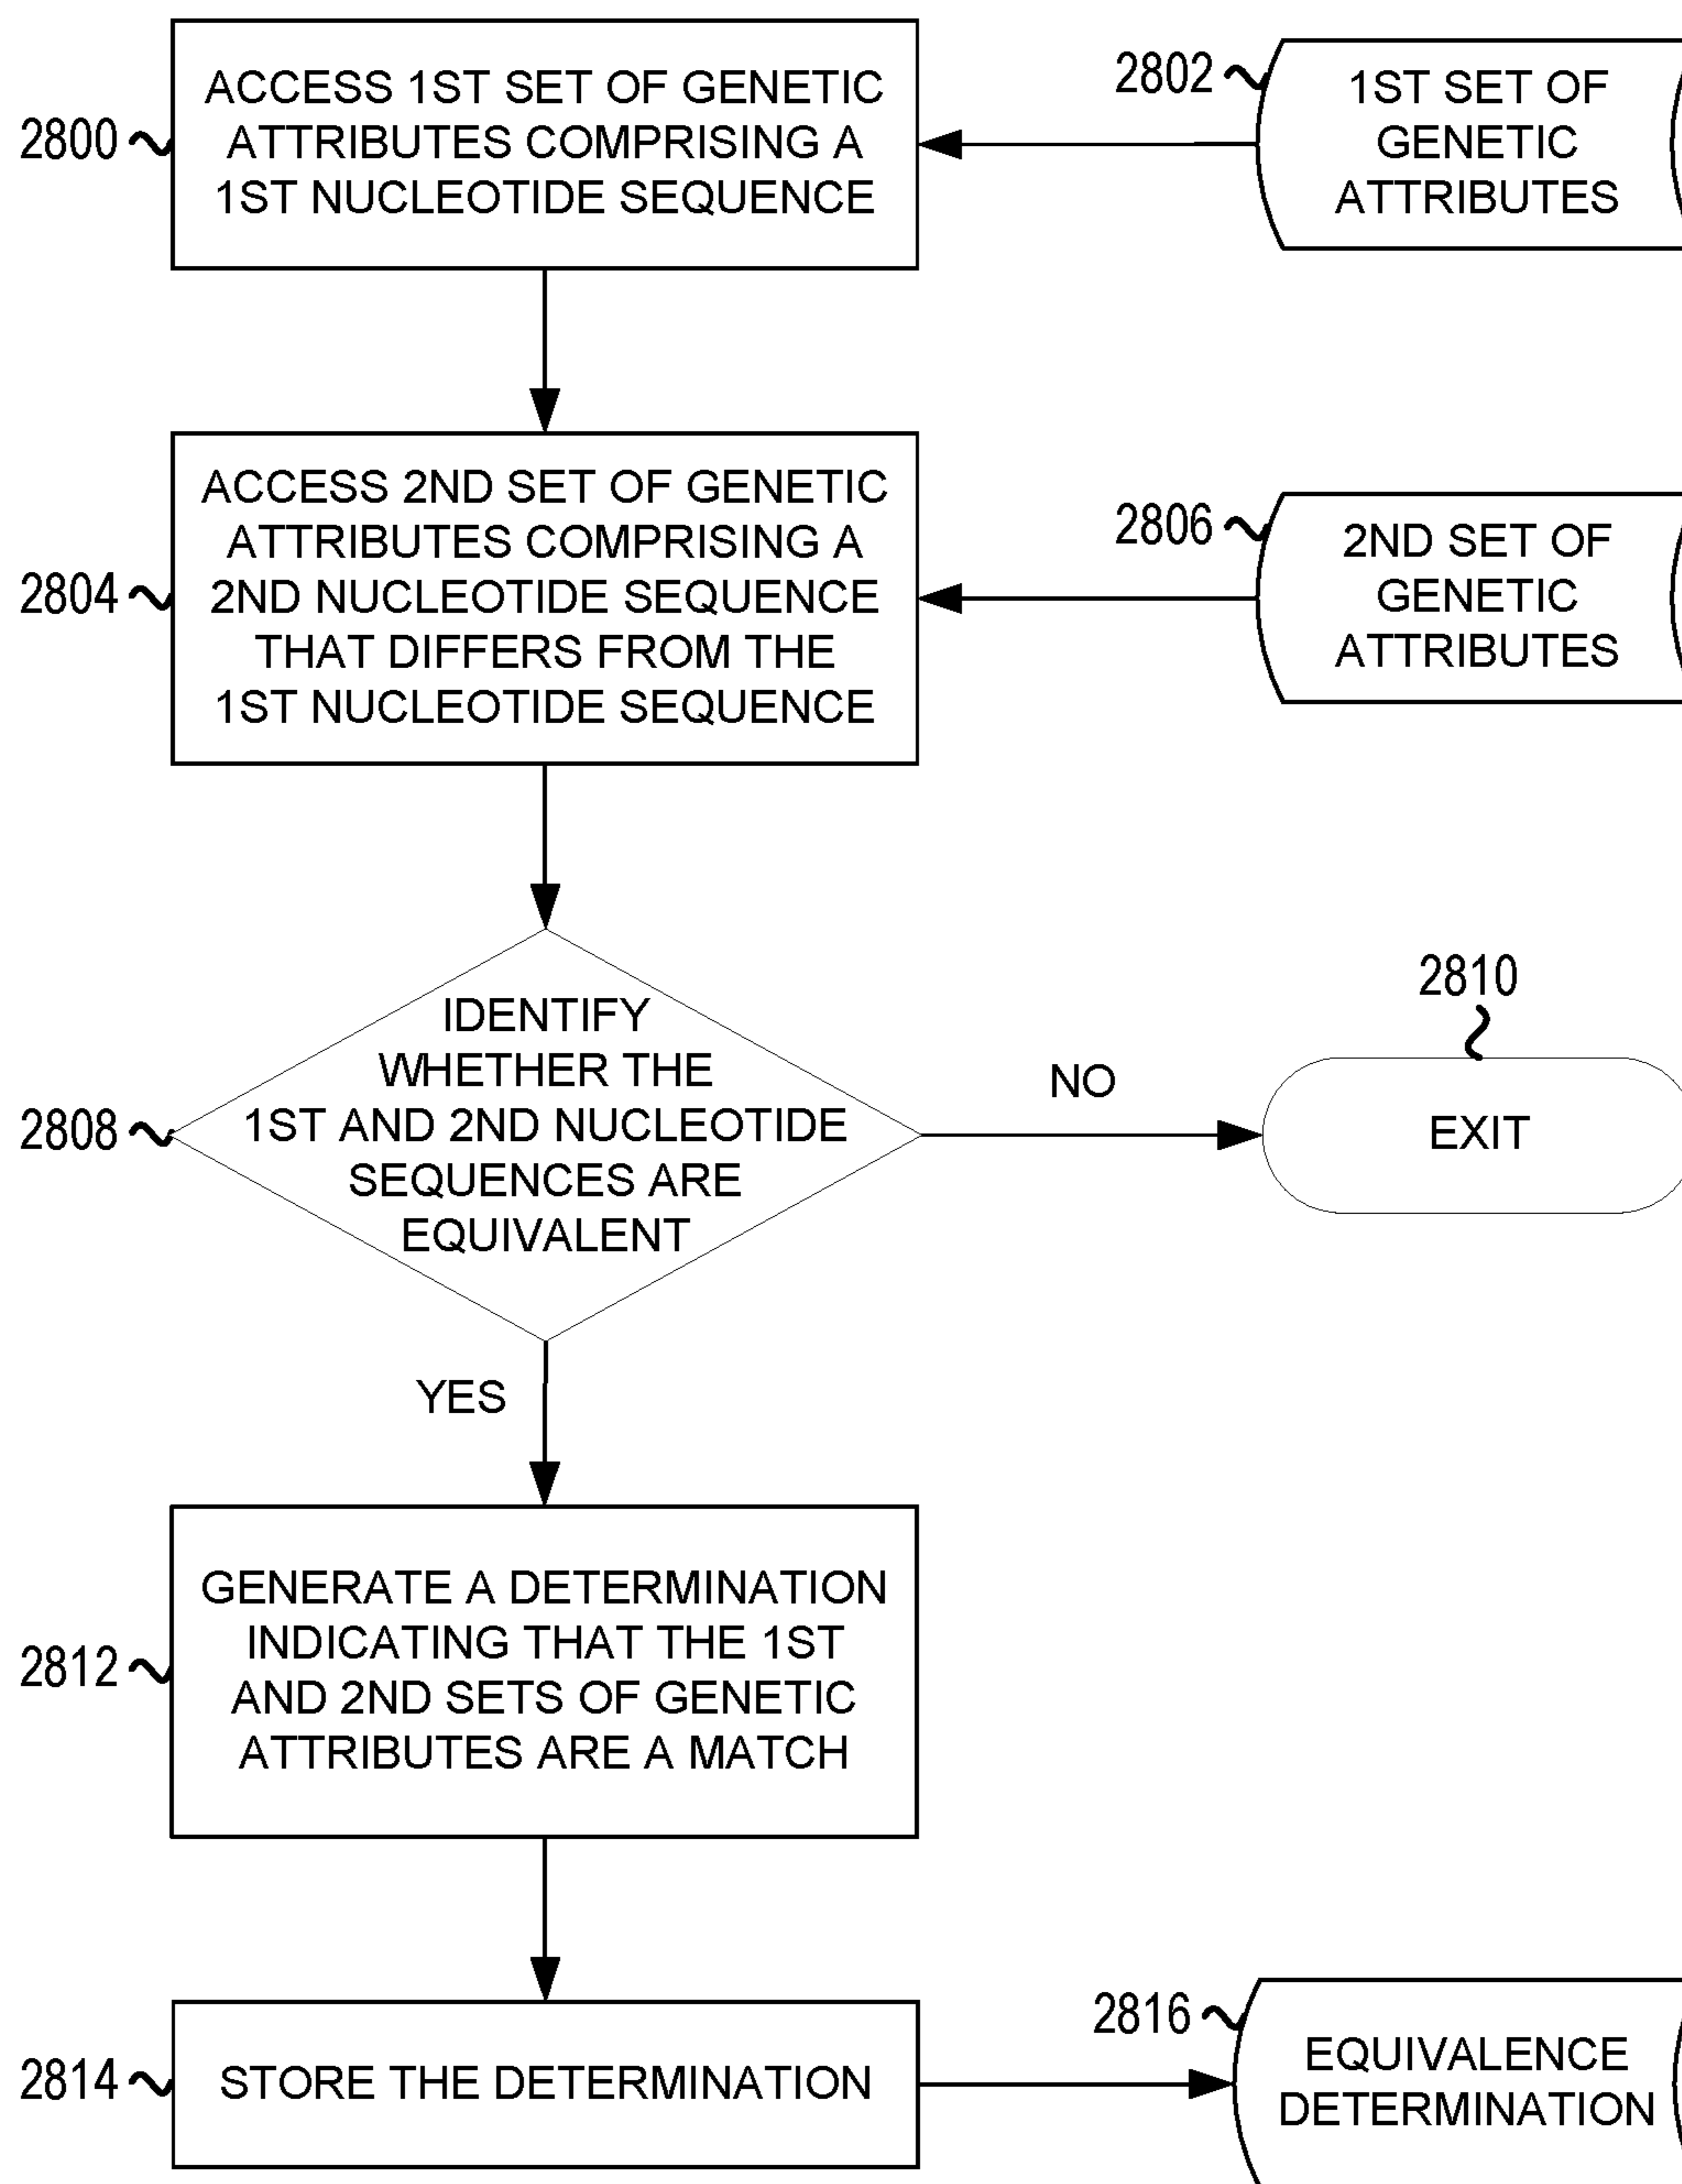 2800
ACCESS 1ST SET OF GENETIC
ATTRIBUTES COMPRISING A
1ST NUCLEOTIDE SEQUENCE
2802
1ST SET OF
GENETIC
ATTRIBUTES
2804
ACCESS 2ND SET OF GENETIC
ATTRIBUTES COMPRISING A
2ND NUCLEOTIDE SEQUENCE
THAT DIFFERS FROM THE
1ST NUCLEOTIDE SEQUENCE
2806
2ND SET OF
GENETIC
ATTRIBUTES
2808
IDENTIFY
WHETHER THE
1ST AND 2ND NUCLEOTIDE
SEQUENCES ARE
EQUIVALENT
NO
2810
EXIT
YES
2812
GENERATE A DETERMINATION
INDICATING THAT THE 1ST
AND 2ND SETS OF GENETIC
ATTRIBUTES ARE A MATCH
2814
STORE THE DETERMINATION
2816
EQUIVALENCE
DETERMINATION